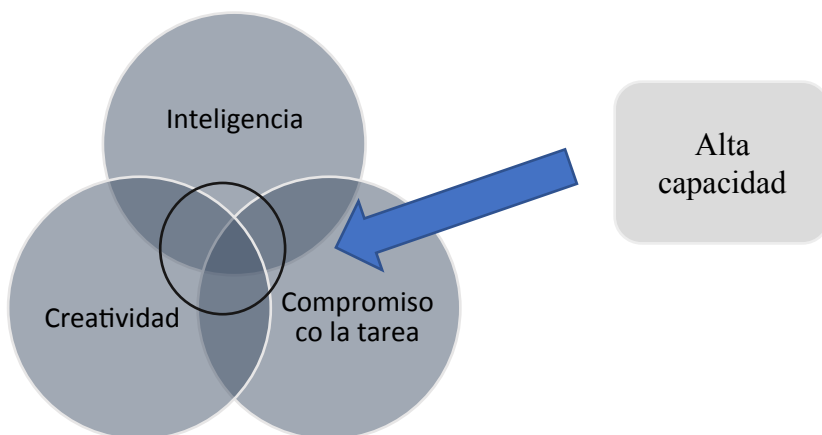 Inteligencia
Alta
capacidad
Creatividad
Compromiso
co la tarea